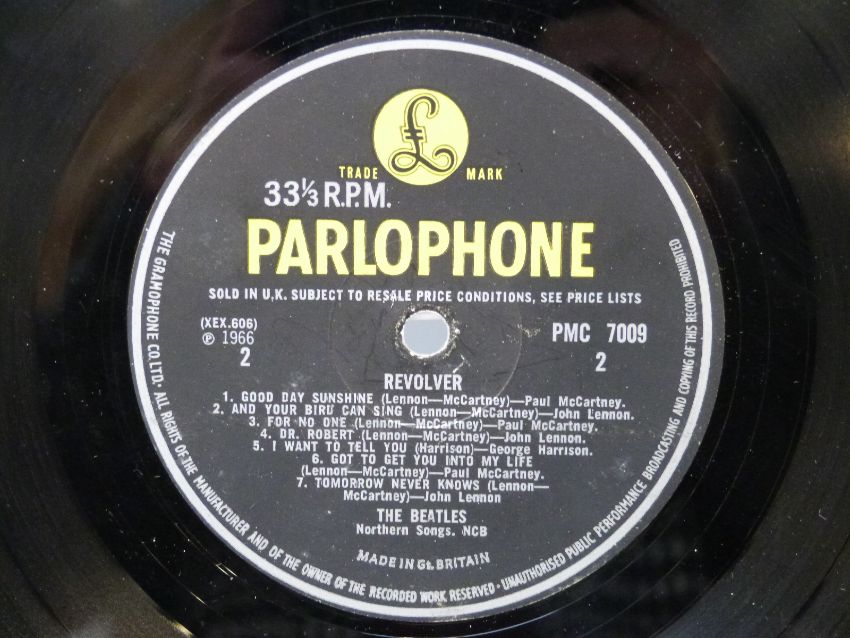 £
TRADE MARK
33⅓ R.P.M.
PARLOPHONE
SOLD IN U.K. SUBJECT TO RESALE PRICE CONDITIONS, SEE PRICE LISTS
(XEX.606)
℗ 1966
2
PMC 7009
2
REVOLVER
1. GOOD DAY SUNSHINE (Lennon—McCartney)—Paul McCartney.
2. AND YOUR BIRD CAN SING (Lennon—McCartney)—John Lennon.
3. FOR NO ONE (Lennon—McCartney)—Paul McCartney.
4. DR. ROBERT (Lennon—McCartney)—John Lennon.
5. I WANT TO TELL YOU (Harrison)—George Harrison.
6. GOT TO GET YOU INTO MY LIFE
(Lennon—McCartney)—Paul McCartney.
7. TOMORROW NEVER KNOWS (Lennon—
McCartney)—John Lennon
THE BEATLES
Northern Songs. NCB
MADE IN Gt. BRITAIN
THE GRAMOPHONE CO. LTD. · ALL RIGHTS OF THE MANUFACTURER AND OF THE OWNER OF THE RECORDED WORK RESERVED · UNAUTHORISED PUBLIC PERFORMANCE BROADCASTING AND COPYING OF THIS RECORD PROHIBITED